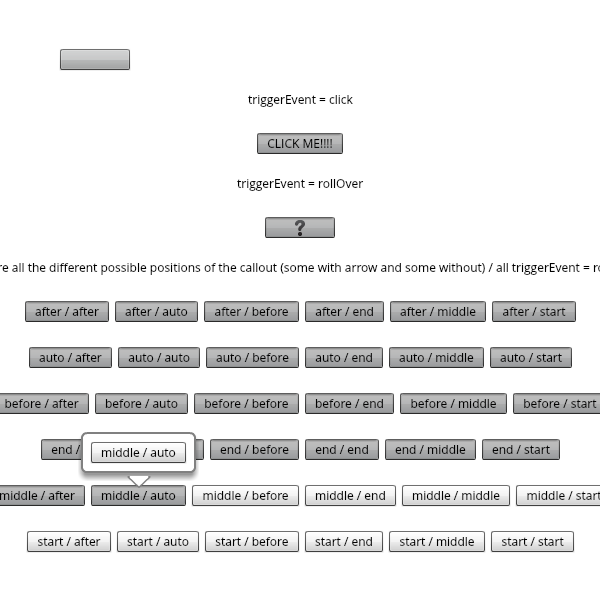 triggerEvent = click
CLICK ME!!!!
triggerEvent = rollOver
?
all the different possible positions of the callout (some with arrow and some without) / all triggerEvent =
after / after after / auto after / before after / end after / middle after / start
auto / after auto / auto auto / before auto / end auto / middle auto / start
before / after before / auto before / before before / end before / middle before / start
end / middle / auto end / before end / end end / middle end / start
middle / after middle / auto middle / before middle / end middle / middle middle / start
start / after start / auto start / before start / end start / middle start / start